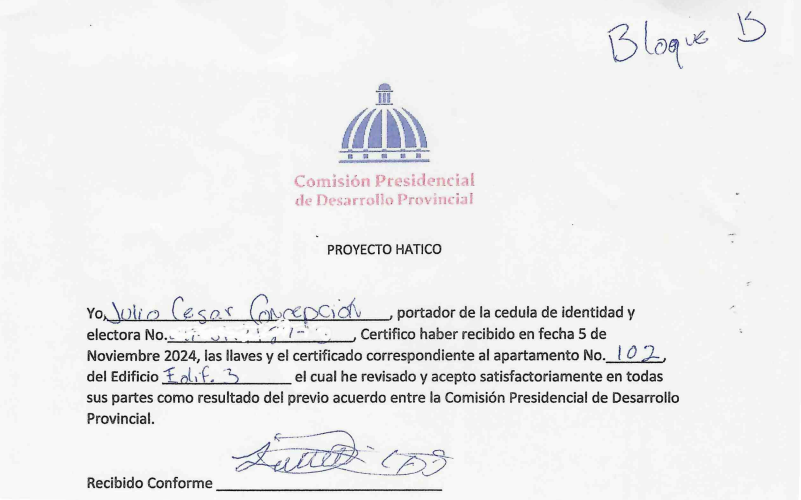 Bloque B
Comisión Presidencial
de Desarrollo Provincial
PROYECTO HATICO
Yo, Julio Cesar Concepción, portador de la cedula de identidad y
electora No. , Certifico haber recibido en fecha 5 de
Noviembre 2024, las llaves y el certificado correspondiente al apartamento No. 102,
del Edificio Edif. 3 el cual he revisado y acepto satisfactoriamente en todas
sus partes como resultado del previo acuerdo entre la Comisión Presidencial de Desarrollo
Provincial.
Recibido Conforme